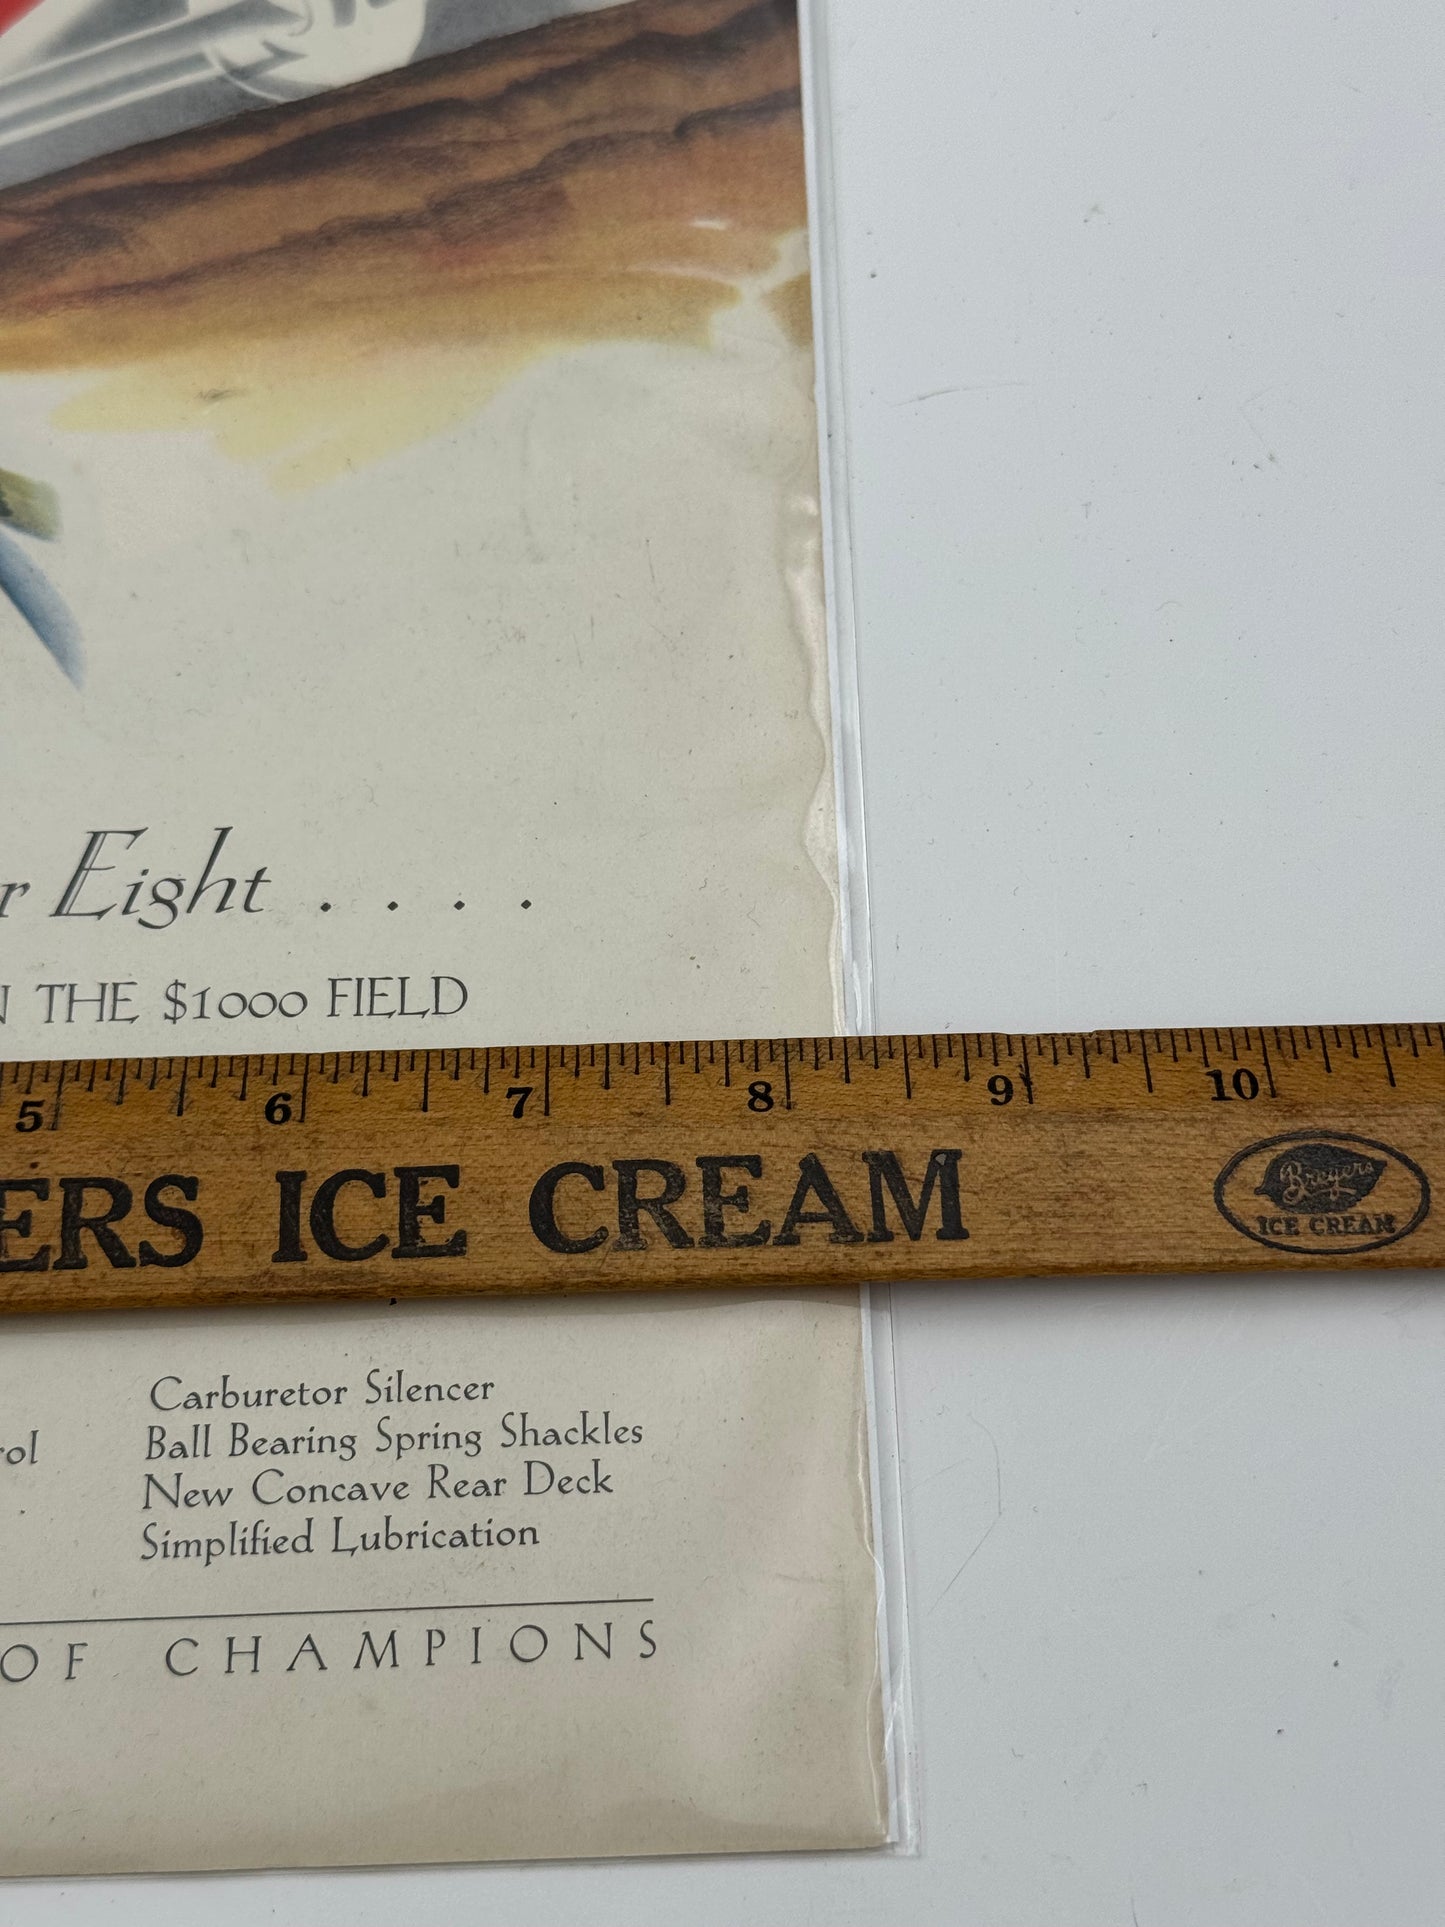 r Eight . . . .
N THE $1000 FIELD
5 6 7 8 9 10
ERS ICE CREAM
Breyers
ICE CREAM
Carburetor Silencer
rol Ball Bearing Spring Shackles
New Concave Rear Deck
Simplified Lubrication
OF CHAMPIONS